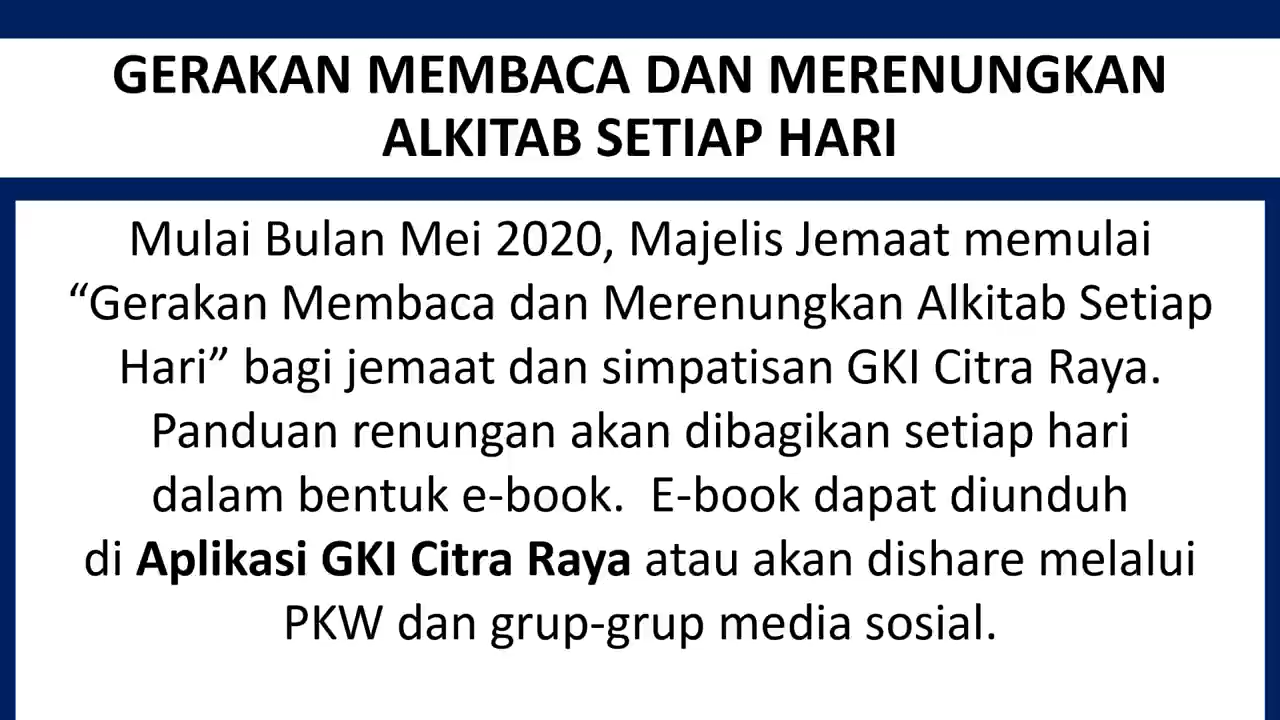 GERAKAN MEMBACA DAN MERENUNGKAN
ALKITAB SETIAP HARI
Mulai Bulan Mei 2020, Majelis Jemaat memulai
“Gerakan Membaca dan Merenungkan Alkitab Setiap
Hari” bagi jemaat dan simpatisan GKI Citra Raya.
Panduan renungan akan dibagikan setiap hari
dalam bentuk e-book.  E-book dapat diunduh
di Aplikasi GKI Citra Raya atau akan dishare melalui
PKW dan grup-grup media sosial.